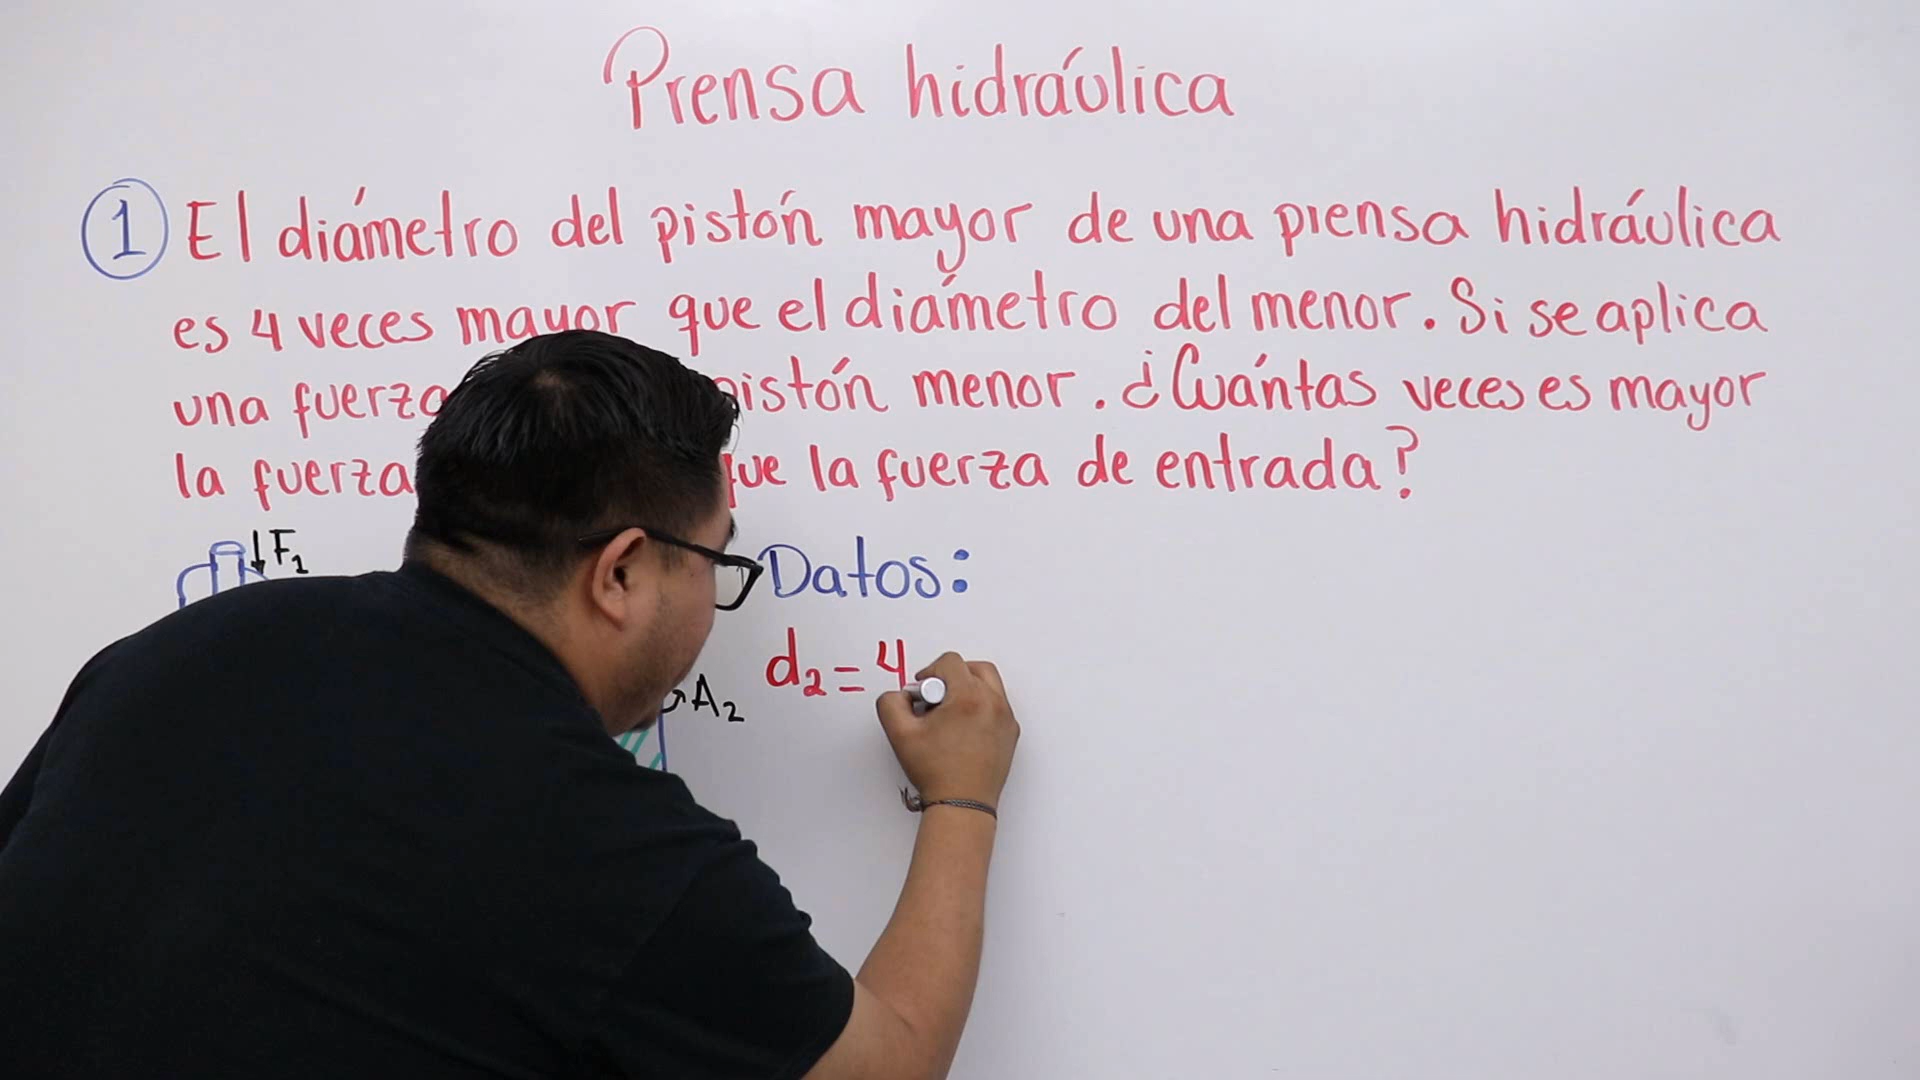 Prensa hidráulica
1 El diámetro del pistón mayor de una prensa hidráulica
es 4 veces mayor que el diámetro del menor. Si se aplica
una fuerza pistón menor. ¿Cuántas veces es mayor
la fuerza que la fuerza de entrada?
F1
Datos:
d2 = 4
A2